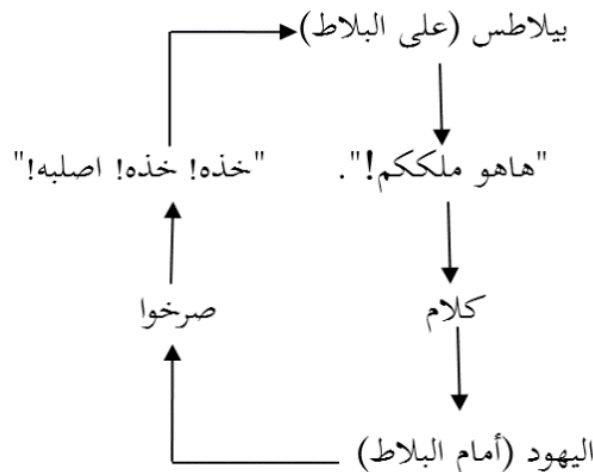 بيلاطس (على البلاط)
"هاهو ملككم!". "خذه! خذه! اصلبه!"
كلام صرخوا
اليهود (أمام البلاط)